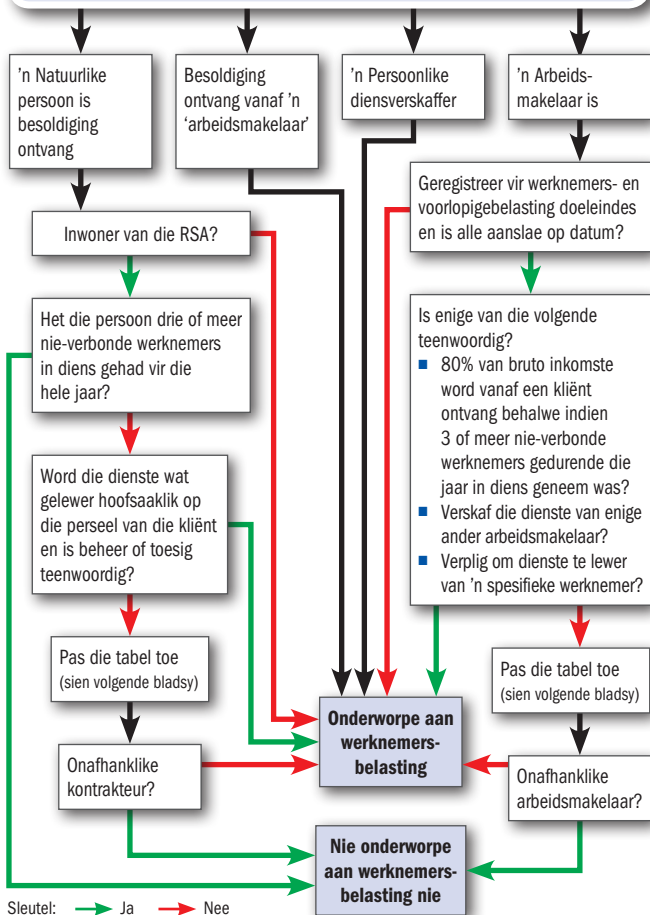 'n Natuurlike
persoon is
besoldiging
ontvang
Besoldiging
ontvang vanaf 'n
'arbeidsmakelaar'
'n Persoonlike
diensverskaffer
'n Arbeids-
makelaar is
Inwoner van die RSA?
Geregistreer vir werknemers- en
voorlopigebelasting doeleindes
en is alle aanslae op datum?
Het die persoon drie of meer
nie-verbonde werknemers
in diens gehad vir die
hele jaar?
Is enige van die volgende
teenwoordig?
■ 80% van bruto inkomste
word vanaf een kliënt
ontvang behalwe indien
3 of meer nie-verbonde
werknemers gedurende die
jaar in diens geneem was?
■ Verskaf die dienste van enige
ander arbeidsmakelaar?
■ Verplig om dienste te lewer
van 'n spesifieke werknemer?
Word die dienste wat
gelewer hoofsaaklik op
die perseel van die kliënt
en is beheer of toesig
teenwoordig?
Pas die tabel toe
(sien volgende bladsy)
Pas die tabel toe
(sien volgende bladsy)
Onderworpe aan
werknemers-
belasting
Onafhanklike
kontrakteur?
Onafhanklike
arbeidsmakelaar?
Nie onderworpe
aan werknemers-
belasting nie
Sleutel: Ja Nee